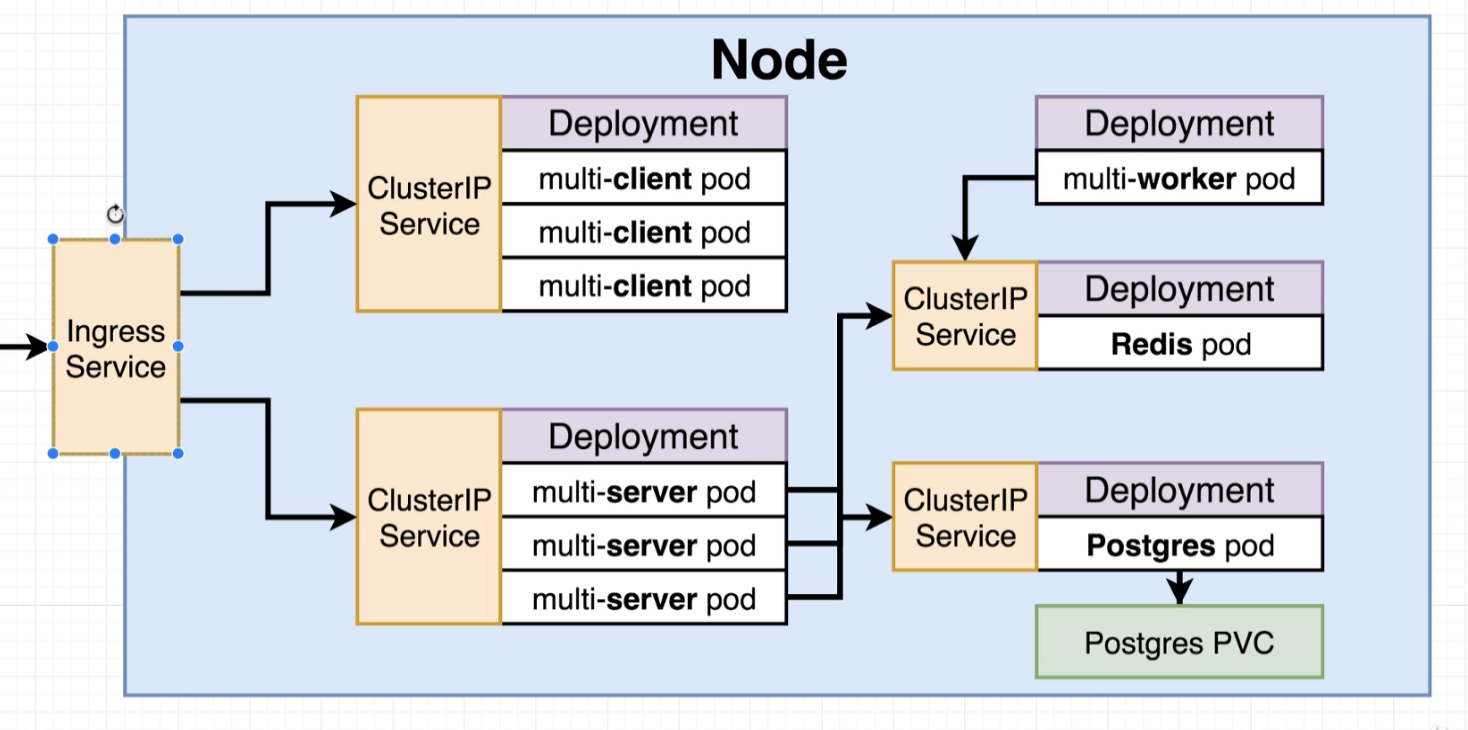 Node
Ingress
Service
ClusterIP
Service
Deployment
multi-client pod
multi-client pod
multi-client pod
ClusterIP
Service
Deployment
multi-server pod
multi-server pod
multi-server pod
Deployment
multi-worker pod
ClusterIP
Service
Deployment
Redis pod
ClusterIP
Service
Deployment
Postgres pod
Postgres PVC